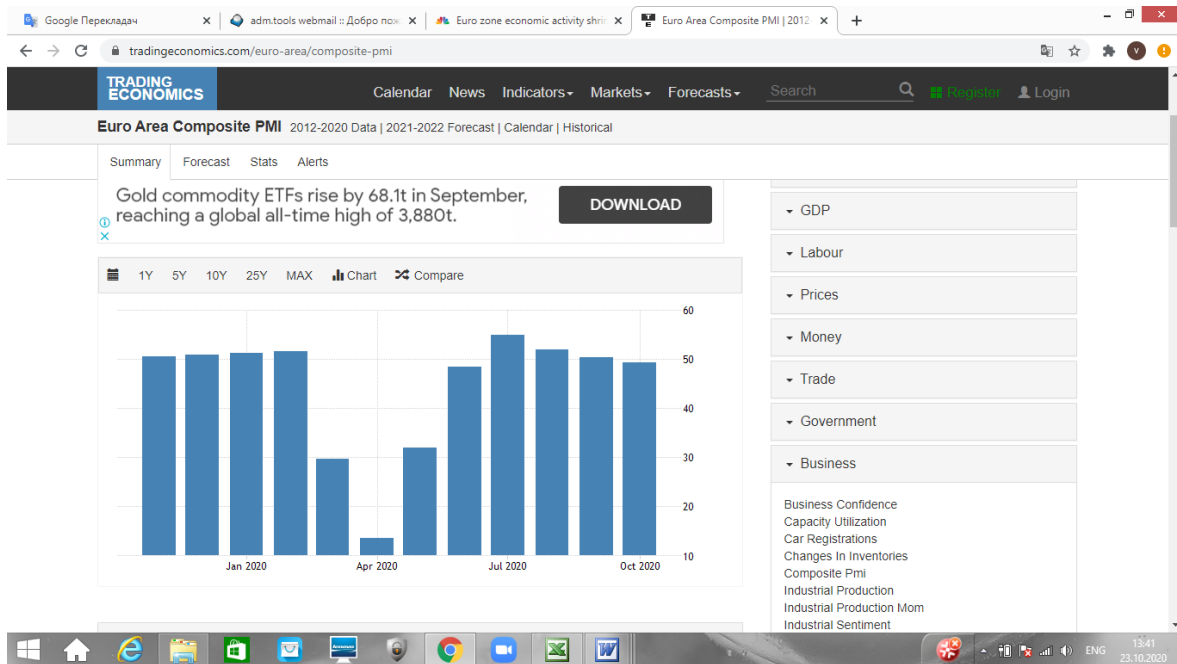 Google Перекладач
adm.tools webmail :: Добро пож
Euro zone economic activity shrir
Euro Area Composite PMI | 2012-
tradingeconomics.com/euro-area/composite-pmi
V
TRADING
ECONOMICS
Calendar News Indicators Markets Forecasts Search Register Login
Euro Area Composite PMI 2012-2020 Data | 2021-2022 Forecast | Calendar | Historical
Summary Forecast Stats Alerts
Gold commodity ETFs rise by 68.1t in September,
reaching a global all-time high of 3,880t.
DOWNLOAD
1Y 5Y 10Y 25Y MAX Chart Compare
60
50
40
30
20
10
Jan 2020 Apr 2020 Jul 2020 Oct 2020
GDP
Labour
Prices
Money
Trade
Government
Business
Business Confidence
Capacity Utilization
Car Registrations
Changes In Inventories
Composite Pmi
Industrial Production
Industrial Production Mom
Industrial Sentiment
ENG
13:41
23.10.2020